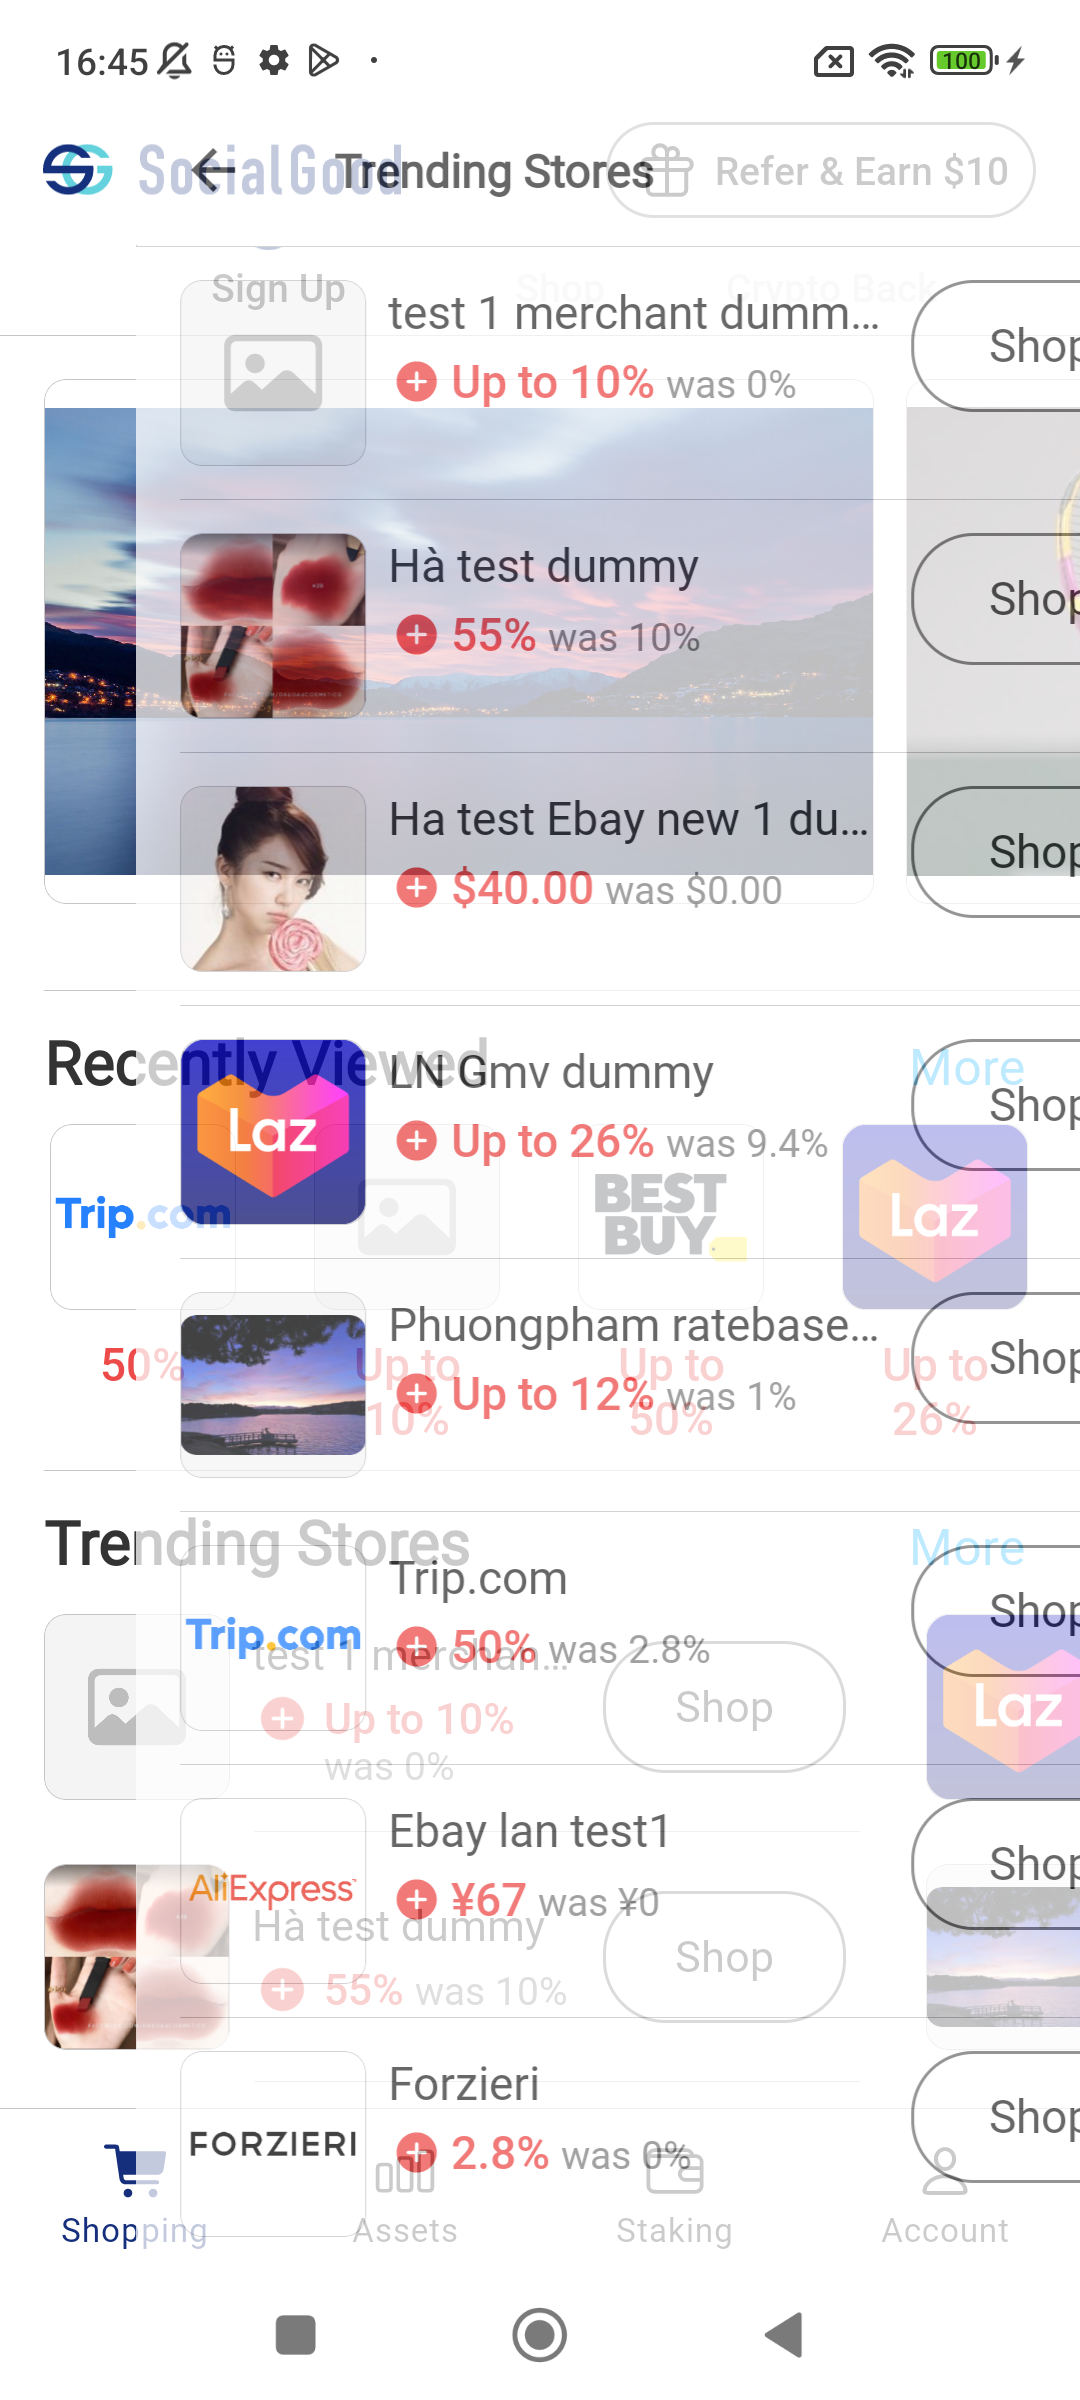 16:45
100
SocialGood
Trending Stores
Refer & Earn $10
Sign Up
Shop
Crypto Back
test 1 merchant dumm...
Up to 10% was 0%
Shop
Hà test dummy
55% was 10%
Shop
Ha test Ebay new 1 du...
$40.00 was $0.00
Shop
Recently Viewed
More
Laz
LN Gmv dummy
Up to 26% was 9.4%
Shop
Trip.com
BEST
BUY
Laz
Phuongpham ratebase...
Up to 12% was 1%
Shop
50%
Up to
10%
Up to
50%
Up to
26%
Trending Stores
More
Trip.com
Trip.com
50% was 2.8%
Shop
test 1 merchan...
Up to 10%
was 0%
Shop
Laz
AliExpress
Ebay lan test1
¥67 was ¥0
Shop
Hà test dummy
55% was 10%
Shop
FORZIERI
Forzieri
2.8% was 0%
Shop
Shopping
Assets
Staking
Account